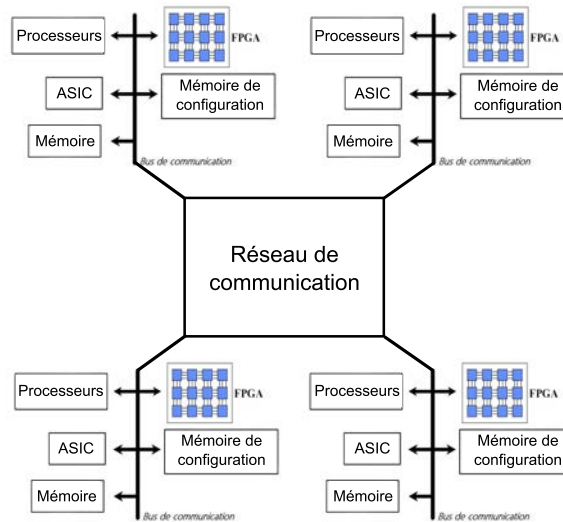 Processeurs
FPGA
ASIC
Mémoire de
configuration
Mémoire
Bus de communication
Processeurs
FPGA
ASIC
Mémoire de
configuration
Mémoire
Bus de communication
Réseau de
communication
Processeurs
FPGA
ASIC
Mémoire de
configuration
Mémoire
Bus de communication
Processeurs
FPGA
ASIC
Mémoire de
configuration
Mémoire
Bus de communication